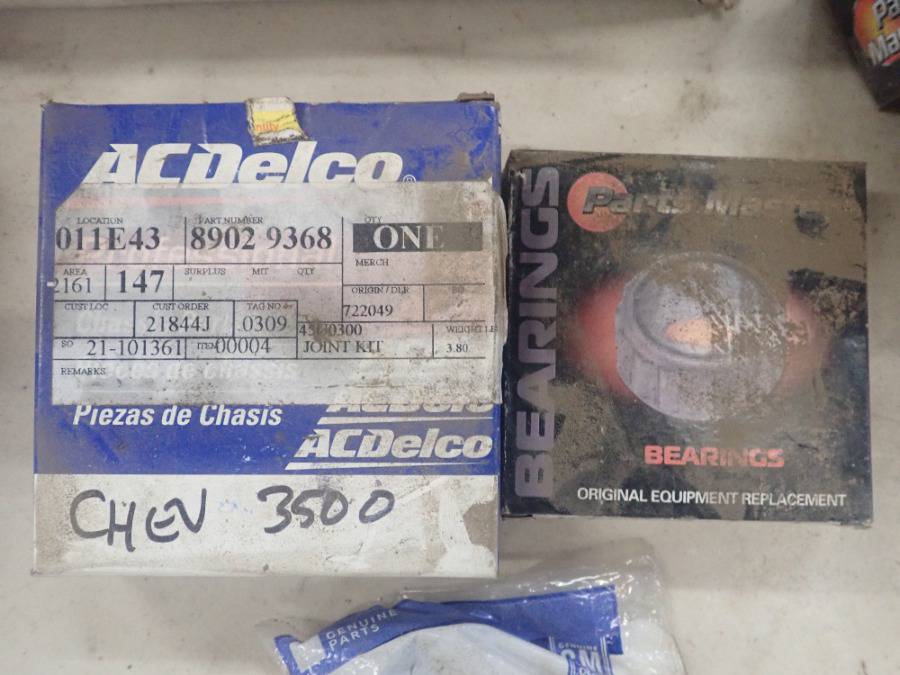 ACDelco
LOCATION
011E43
PART NUMBER
8902 9368
QTY
ONE
MERCH
AREA
2161
147
SURPLUS MIT QTY
ORIGIN / DLR
722049
CUST LOC
CUST ORDER
21844J
TAG NO
0309
SO
21-101361
ITEM
00004
JOINT KIT
WEIGHT LB
3.80
REMARKS
Piezas de Chasis
ACDelco
CHEV 3500
BEARINGS
Parts
BEARINGS
ORIGINAL EQUIPMENT REPLACEMENT
GENUINE
PARTS
GENUINE
GM